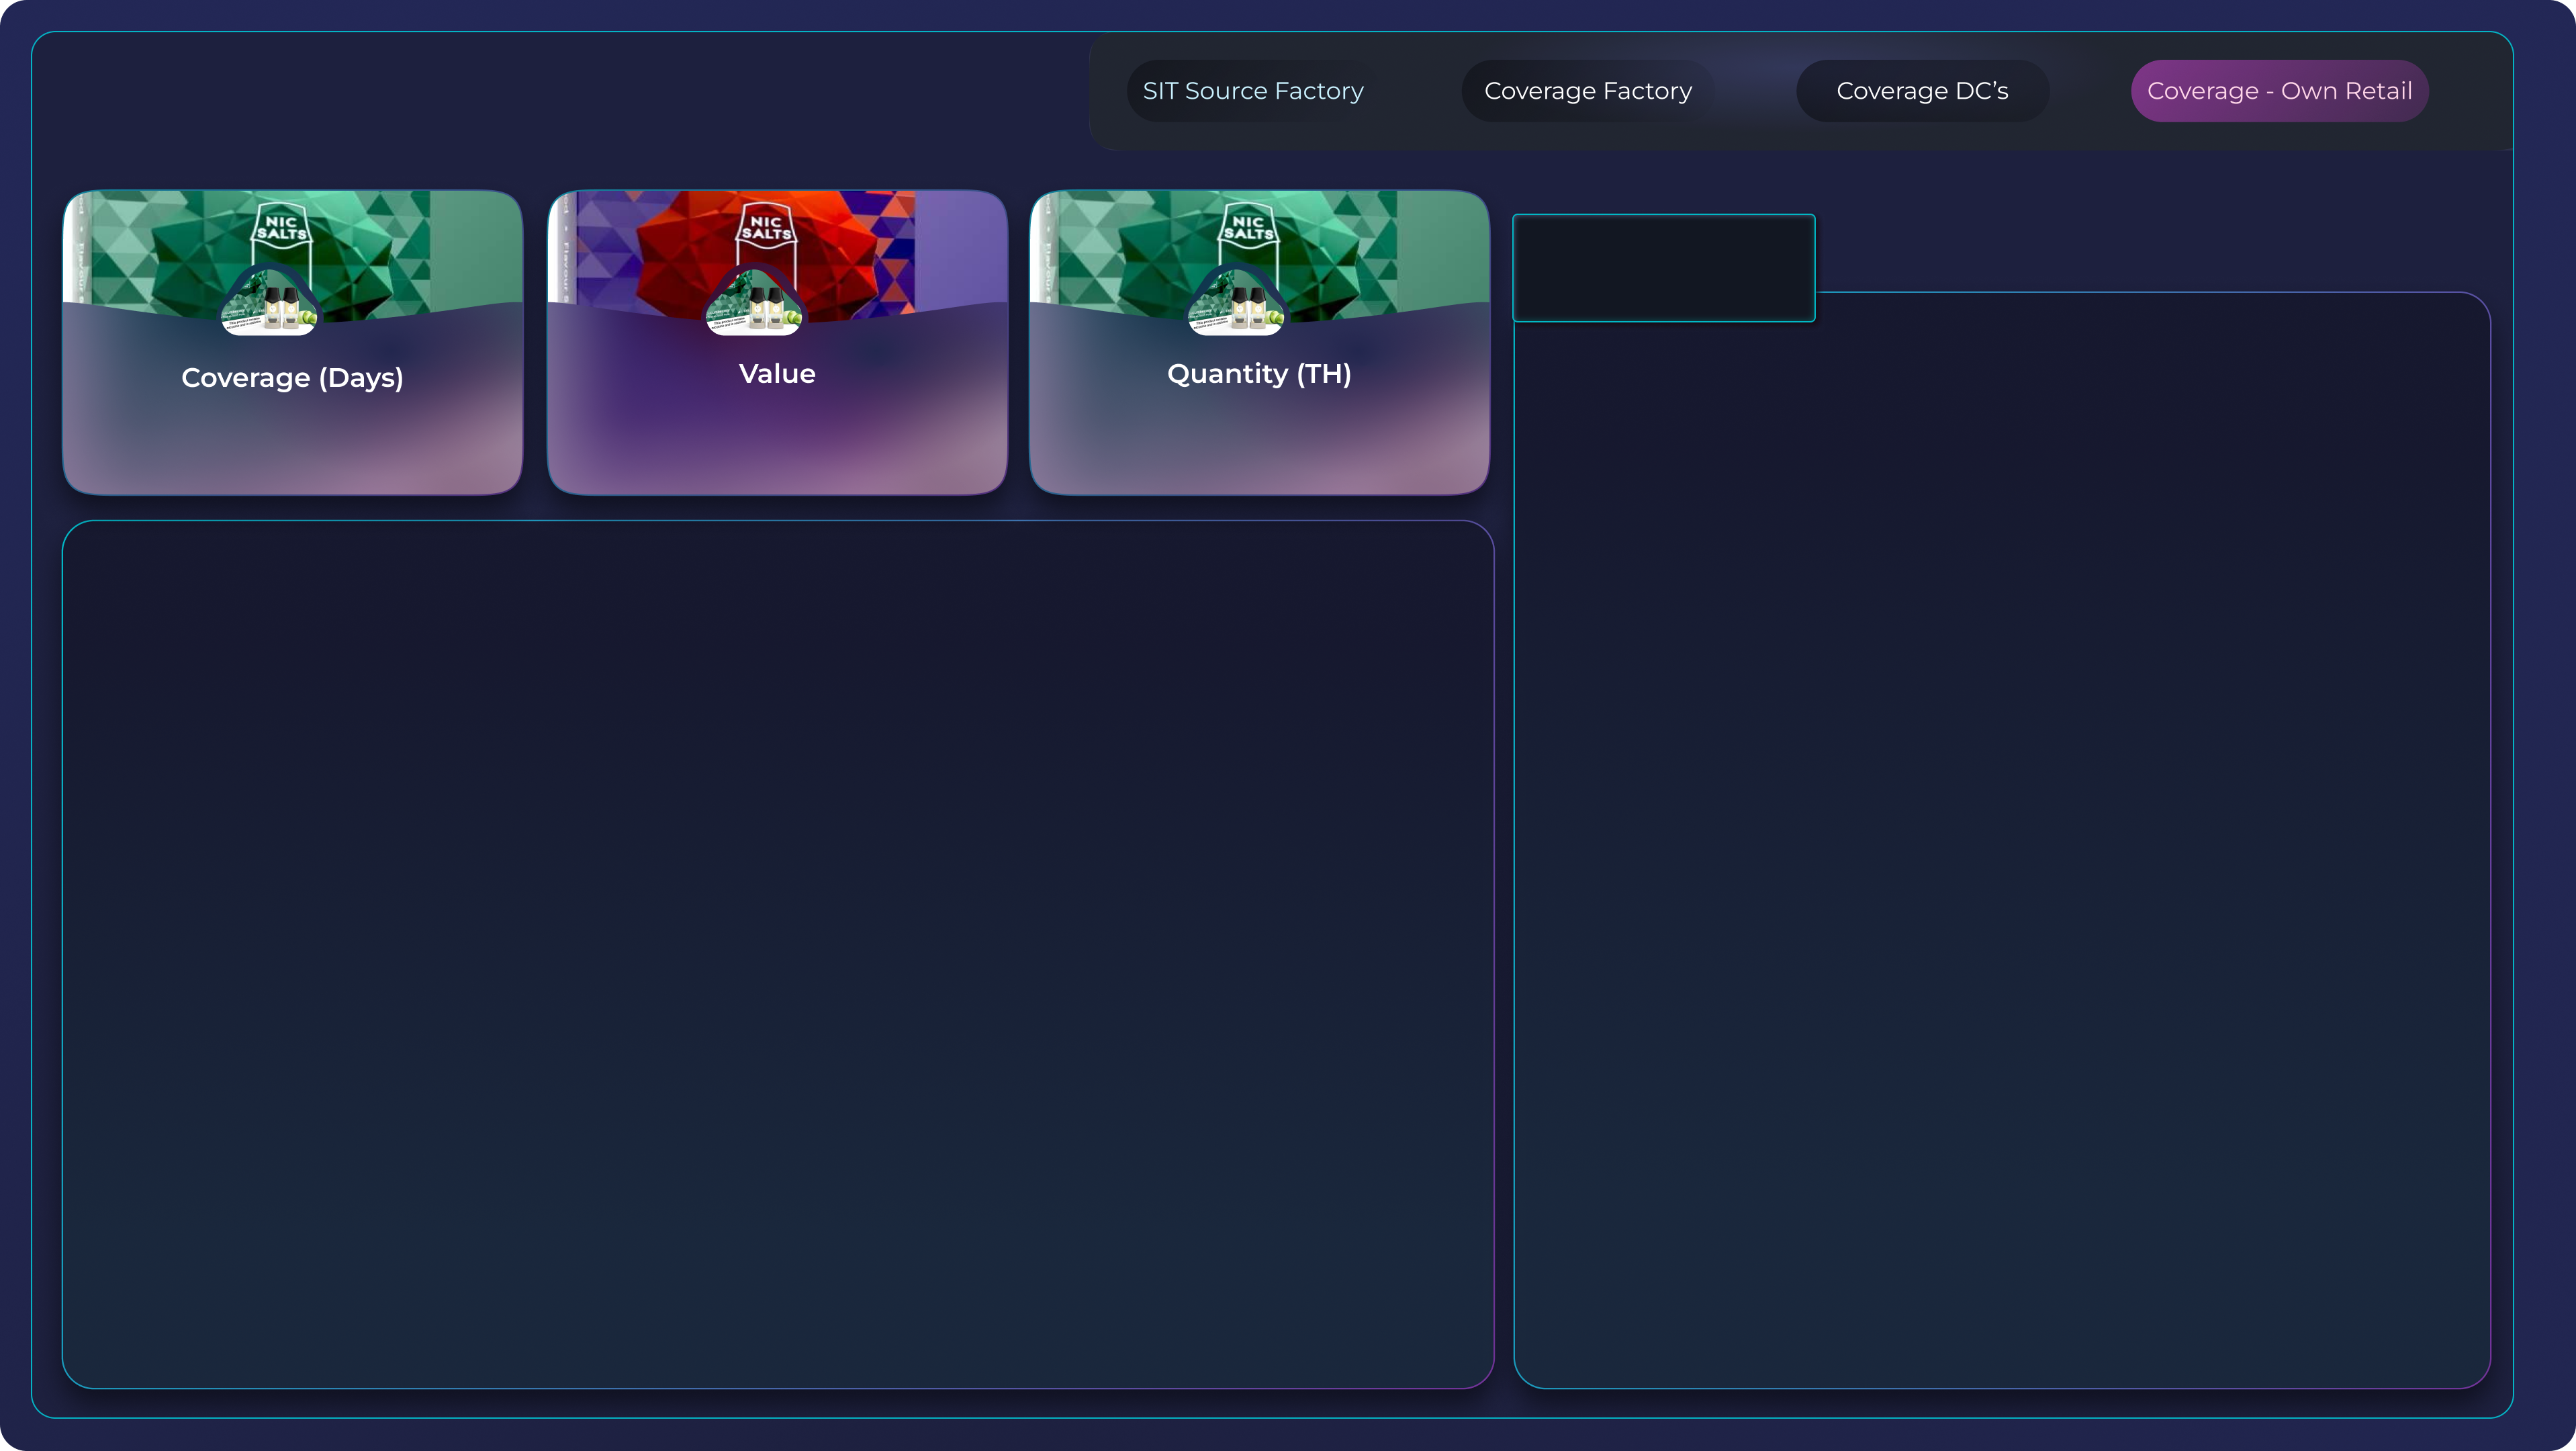 SIT Source Factory
Coverage Factory
Coverage DC’s
Coverage - Own Retail
NIC
SALTS
NIC
SALTS
NIC
SALTS
Coverage (Days)
Value
Quantity (TH)